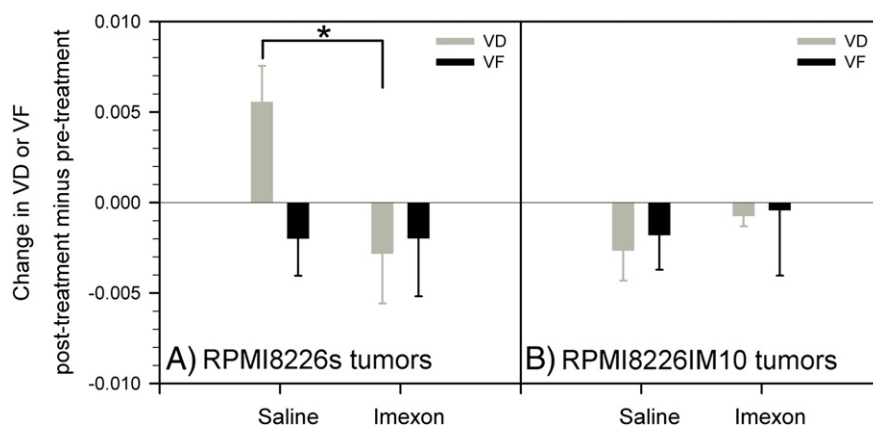 Change in VD or VF
post-treatment minus pre-treatment
0.010
0.005
0.000
-0.005
-0.010
*
VD
VF
A) RPMI8226s tumors
Saline
Imexon
VD
VF
B) RPMI8226IM10 tumors
Saline
Imexon